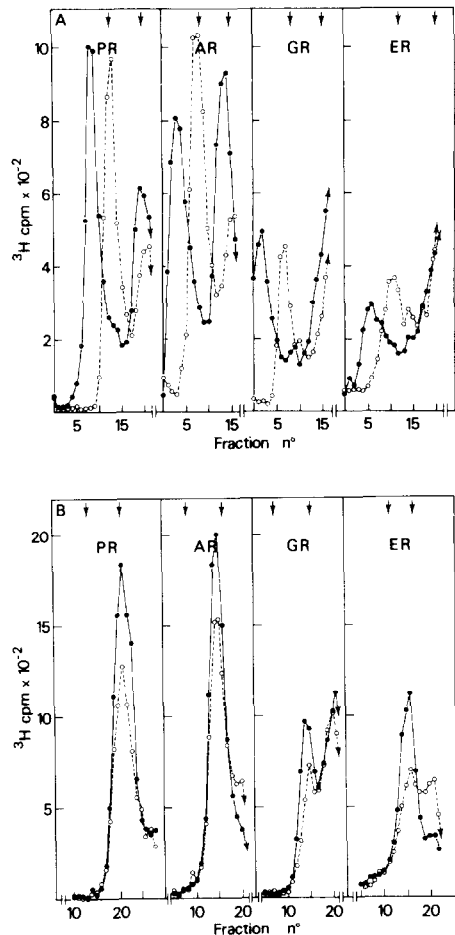 A PR AR GR ER
10
8
6
4
2
³H cpm x 10⁻²
5 15 5 15 5 15 5 15
Fraction n°
B PR AR GR ER
20
15
10
5
³H cpm x 10⁻²
10 20 10 20 10 20 10 20
Fraction n°